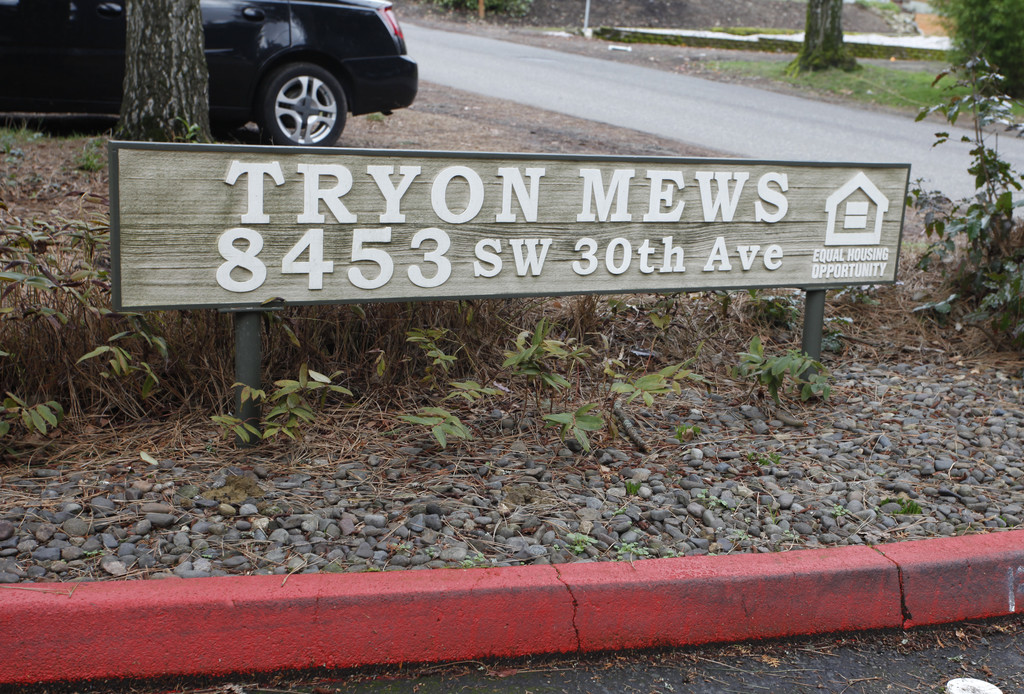 TRYON MEWS
8453 SW 30th Ave
EQUAL HOUSING
OPPORTUNITY